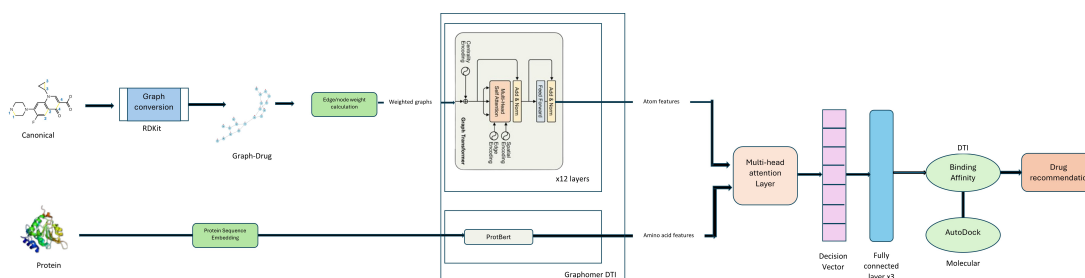 Canonical
Graph
conversion
RDKit
Graph-Drug
Edge/node weight
calculation
Weighted graphs
Centrality
Encoding
Multi-Head
Self Attention
Add & Norm
Feed Forward
Add & Norm
Edge
Encoding
Spatial
Encoding
Graph Transformer
x12 layers
Atom features
Protein
Protein Sequence
Embedding
ProtBert
Amino acid features
Graphomer DTI
Multi-head
attention
Layer
Decision
Vector
Fully
connected
layer x3
DTI
Binding
Affinity
AutoDock
Molecular
Drug
recommendation